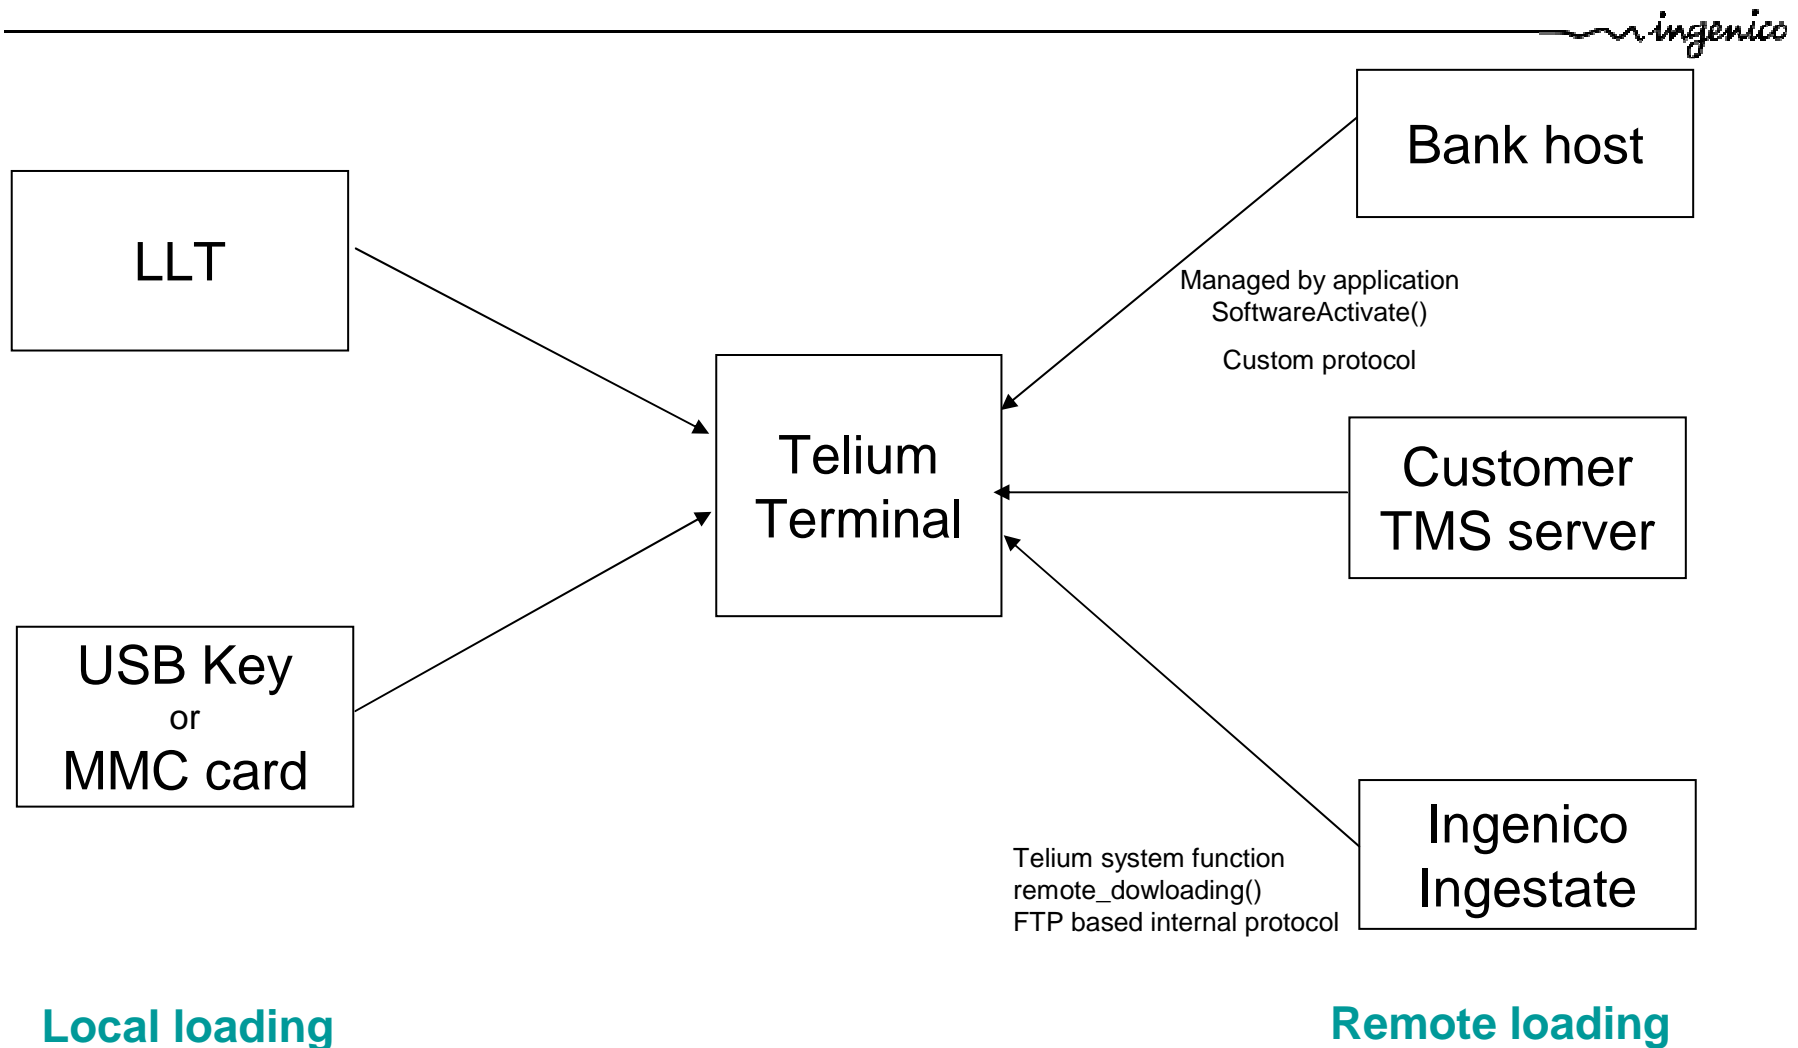 ingenico
Bank host
LLT
Managed by application
SoftwareActivate()
Custom protocol
Telium
Terminal
Customer
TMS server
USB Key
or
MMC card
Ingenico
Ingestate
Telium system function
remote_dowloading()
FTP based internal protocol
Local loading
Remote loading